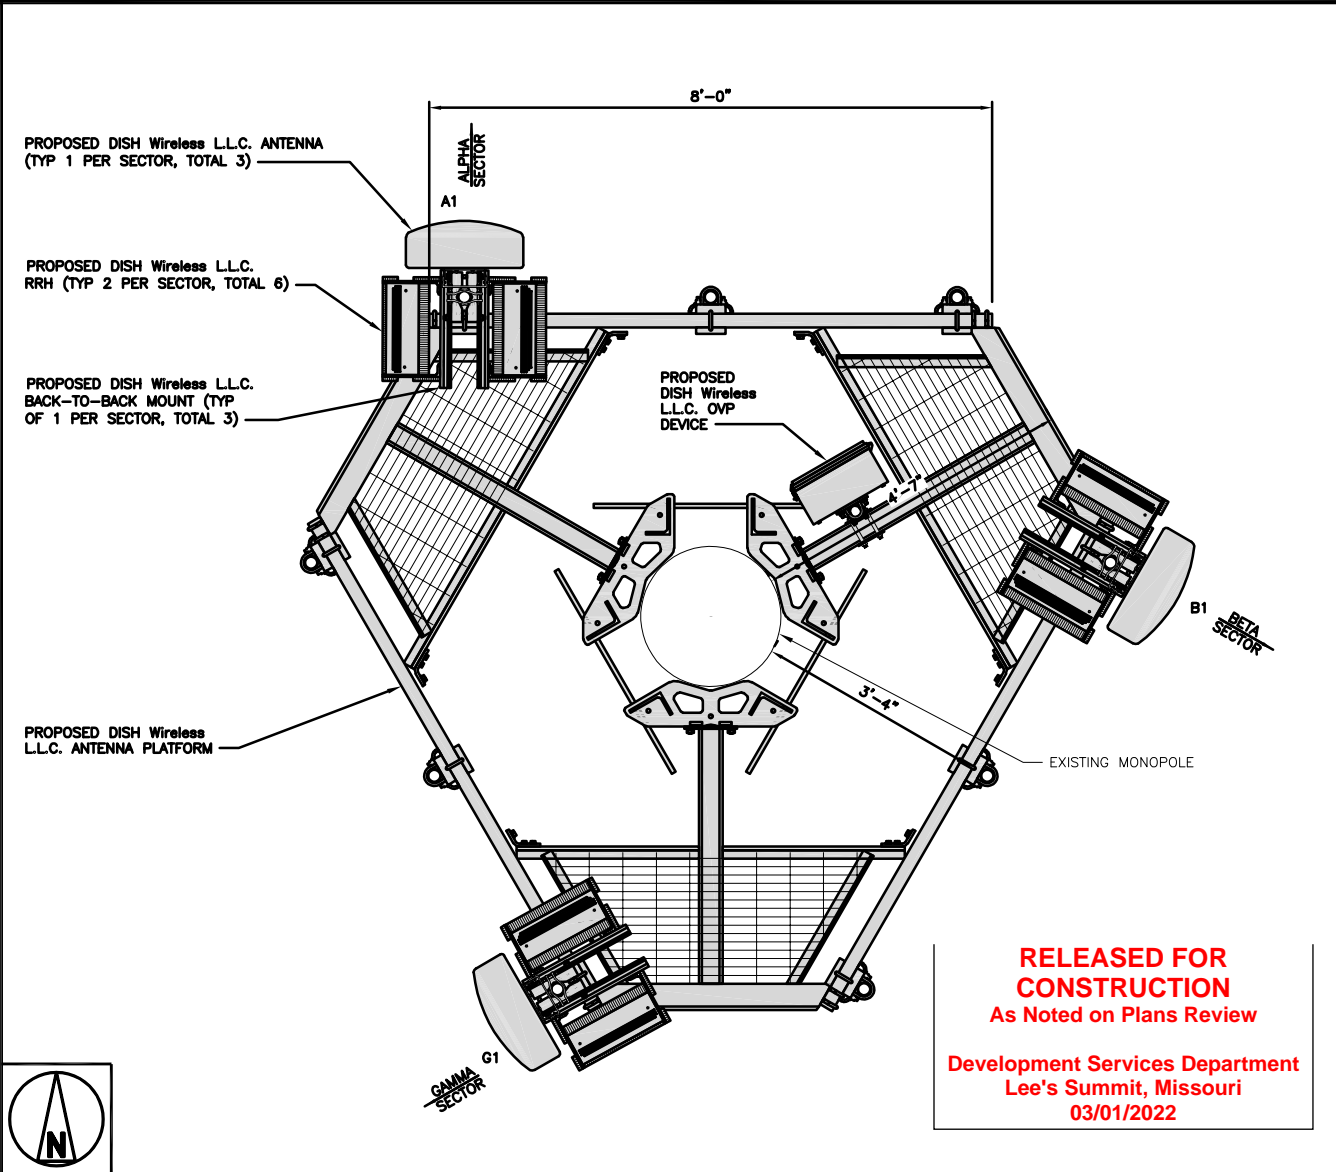 8'-0"
PROPOSED DISH Wireless L.L.C. ANTENNA
(TYP 1 PER SECTOR, TOTAL 3)
ALPHA
SECTOR
A1
PROPOSED DISH Wireless L.L.C.
RRH (TYP 2 PER SECTOR, TOTAL 6)
PROPOSED DISH Wireless L.L.C.
BACK-TO-BACK MOUNT (TYP
OF 1 PER SECTOR, TOTAL 3)
PROPOSED
DISH Wireless
L.L.C. OVP
DEVICE
4'-7"
B1
BETA
SECTOR
3'-4"
PROPOSED DISH Wireless
L.L.C. ANTENNA PLATFORM
EXISTING MONOPOLE
G1
GAMMA
SECTOR
RELEASED FOR
CONSTRUCTION
As Noted on Plans Review
Development Services Department
Lee's Summit, Missouri
03/01/2022
N